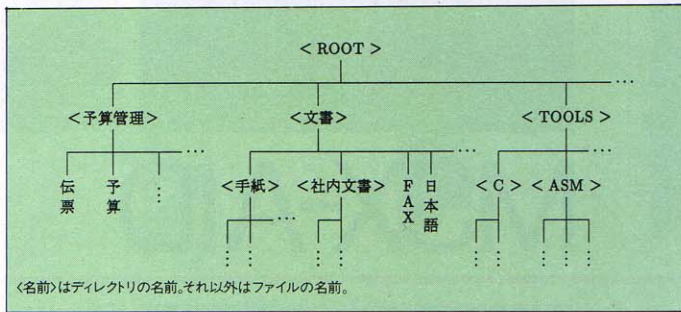 < ROOT >
…
<予算管理>
<文書>
< TOOLS >
…
…
…
伝票
予算
⋮
<手紙>
<社内文書>
FAX
日本語
< C >
< ASM >
…
⋮ ⋮ ⋮ ⋮ ⋮ ⋮ ⋮ ⋮ ⋮
<名前>はディレクトリの名前。それ以外はファイルの名前。